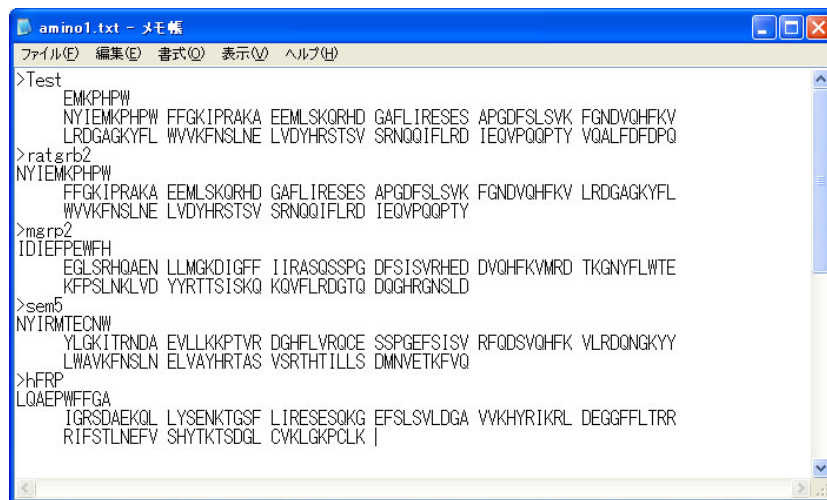 amino1.txt - メモ帳
ファイル(F) 編集(E) 書式(O) 表示(V) ヘルプ(H)
>Test
EMKPHPW
NYIEMKPHPW FFGKIPRAKA EEMLSKQRHD GAFLIRESES APGDFSLSVK FGNDVQHFKV
LRDGAGKYFL WVVKFNSLNE LVDYHRSTSV SRNQQIFLRD IEQVPQQPTY VQALFDFDPQ
>ratgrb2
NYIEMKPHPW
FFGKIPRAKA EEMLSKQRHD GAFLIRESES APGDFSLSVK FGNDVQHFKV LRDGAGKYFL
WVVKFNSLNE LVDYHRSTSV SRNQQIFLRD IEQVPQQPTY
>mgrp2
IDIEFPEWFH
EGLSRHQAEN LLMGKDIGFF IIRASQSSPG DFSISVRHED DVQHFKVMRD TKGNYFLWTE
KFPSLNKLVD YYRTTSISKQ KQVFLRDGTQ DQGHRGNSLD
>sem5
NYIRMTECNW
YLGKITRNDA EVLLKKPTVR DGHFLVRQCE SSPGEFSISV RFQDSVQHFK VLRDQNGKYY
LWAVKFNSLN ELVAYHRTAS VSRTHTILLS DMNVETKFVQ
>hFRP
LQAEPWFFGA
IGRSDAEKQL LYSENKTGSF LIRESESQKG EFSLSVLDGA VVKHYRIKRL DEGGFFLTRR
RIFSTLNEFV SHYTKTSDGL CVKLGKPCLK